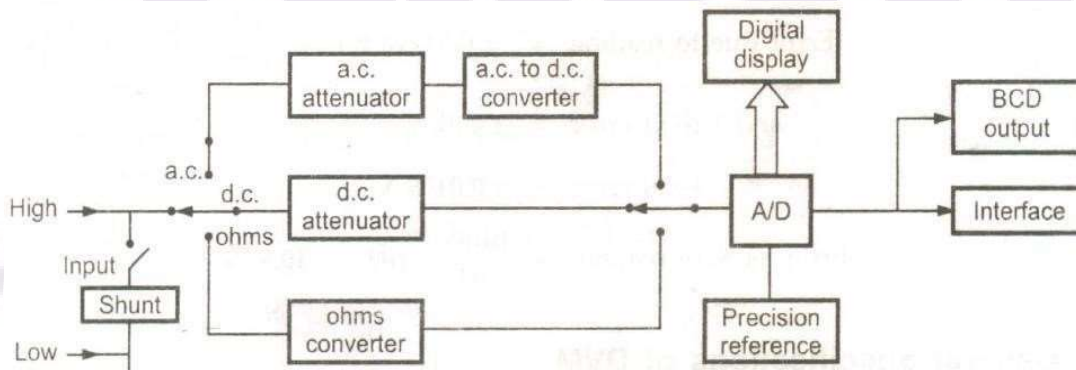 Digital
display
a.c.
attenuator
a.c. to d.c.
converter
BCD
output
a.c.
d.c.
High
d.c.
attenuator
A/D
Interface
ohms
Input
Shunt
ohms
converter
Precision
reference
Low